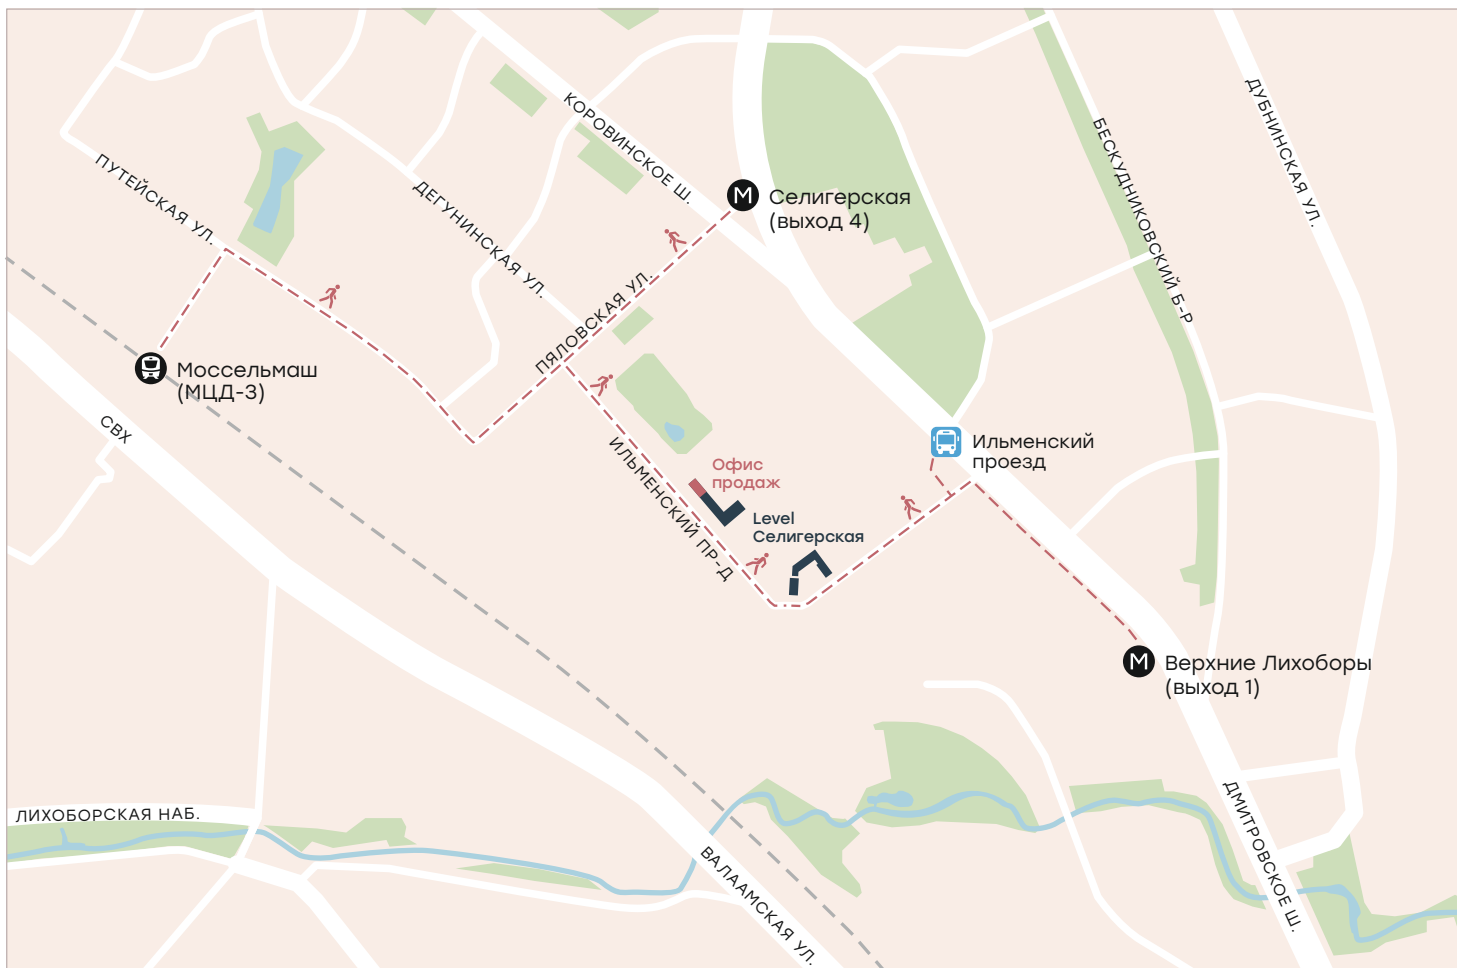 КОРОВИНСКОЕ Ш.
ДУБНИНСКАЯ УЛ.
БЕСКУДНИКОВСКИЙ Б-Р
ПУТЕЙСКАЯ УЛ.
ДЕГУНИНСКАЯ УЛ.
М
Селигерская
(выход 4)
ПЯЛОВСКАЯ УЛ.
Моссельмаш
(МЦД-3)
СВХ
Ильменский
проезд
ИЛЬМЕНСКИЙ ПР-Д
Офис
продаж
Level
Селигерская
М
Верхние Лихоборы
(выход 1)
ЛИХОБОРСКАЯ НАБ.
ДМИТРОВСКОЕ Ш.
ВАЛААМСКАЯ УЛ.